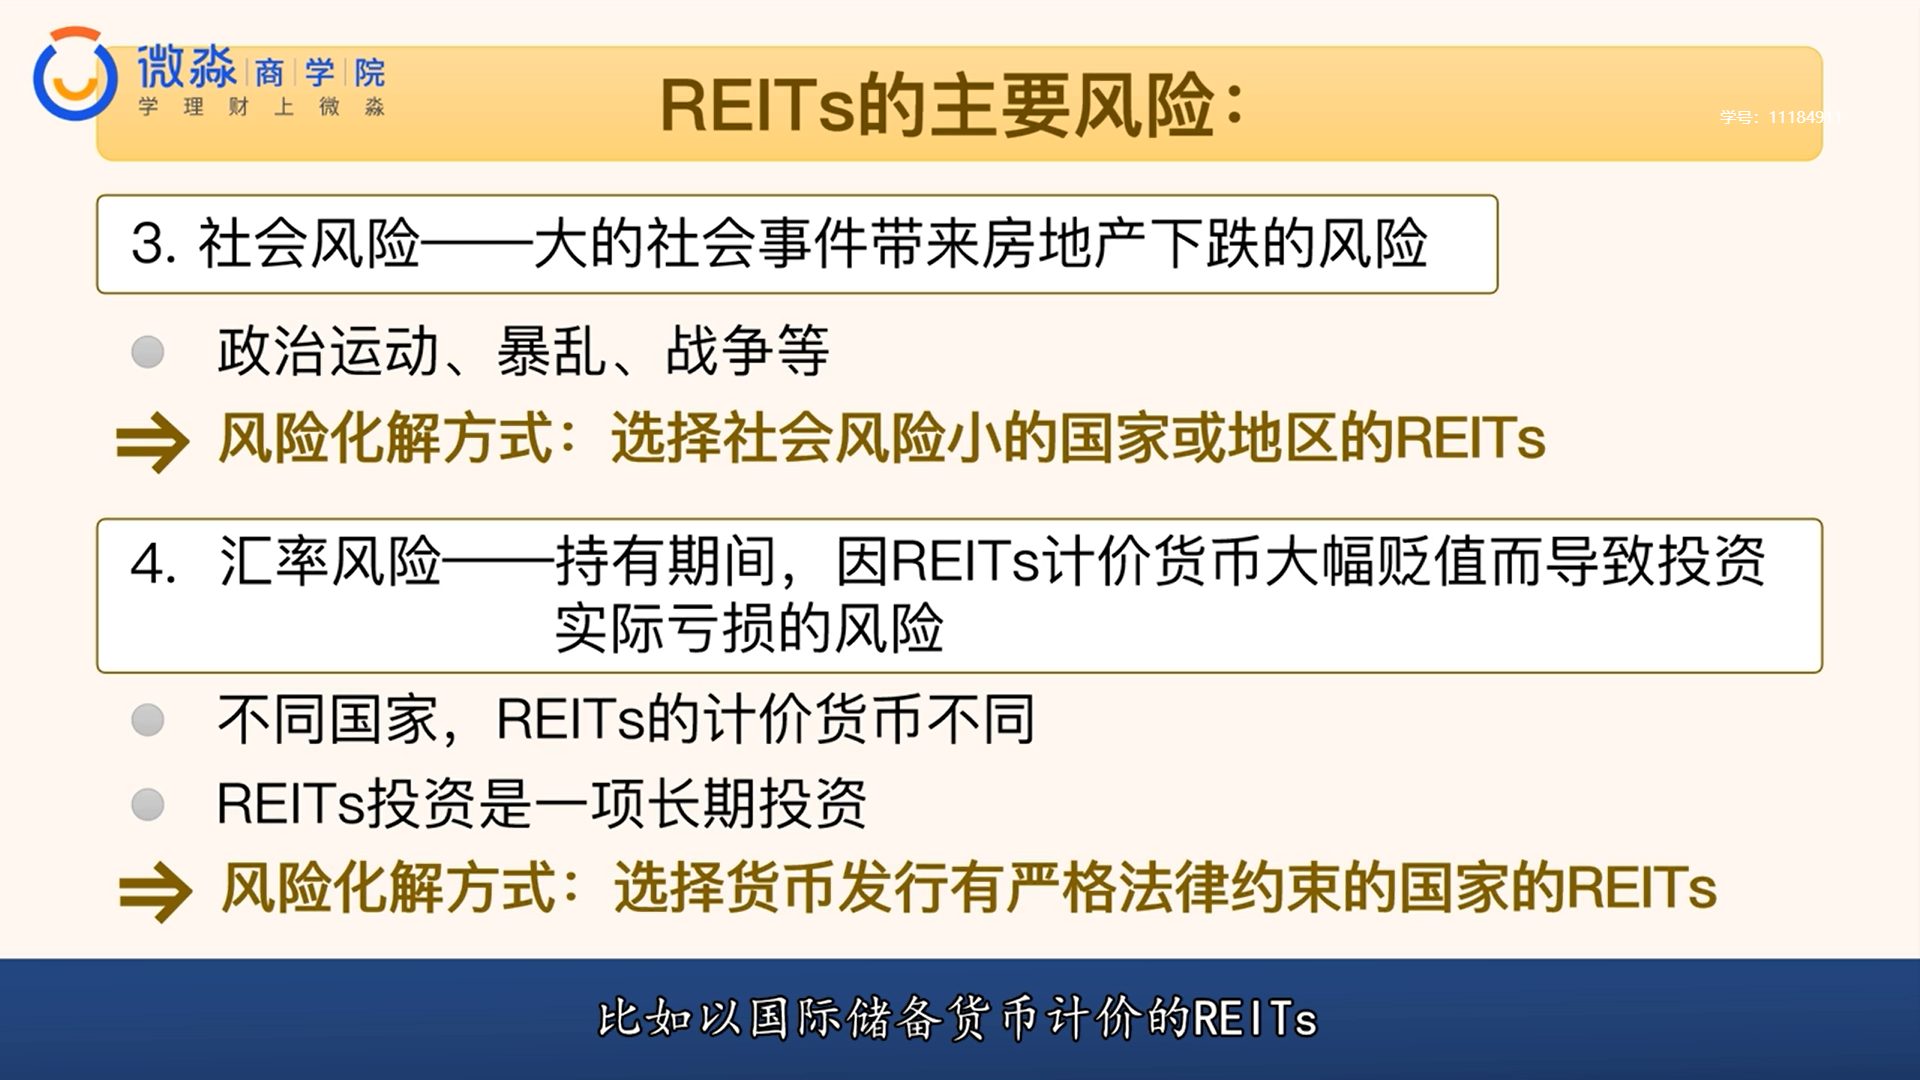 微淼 商 学 院
学 理 财 上 微 淼
REITs的主要风险：
学号：11184911
3. 社会风险——大的社会事件带来房地产下跌的风险
政治运动、暴乱、战争等
⇒ 风险化解方式：选择社会风险小的国家或地区的REITs
4. 汇率风险——持有期间，因REITs计价货币大幅贬值而导致投资
实际亏损的风险
不同国家，REITs的计价货币不同
REITs投资是一项长期投资
⇒ 风险化解方式：选择货币发行有严格法律约束的国家的REITs
比如以国际储备货币计价的REITs